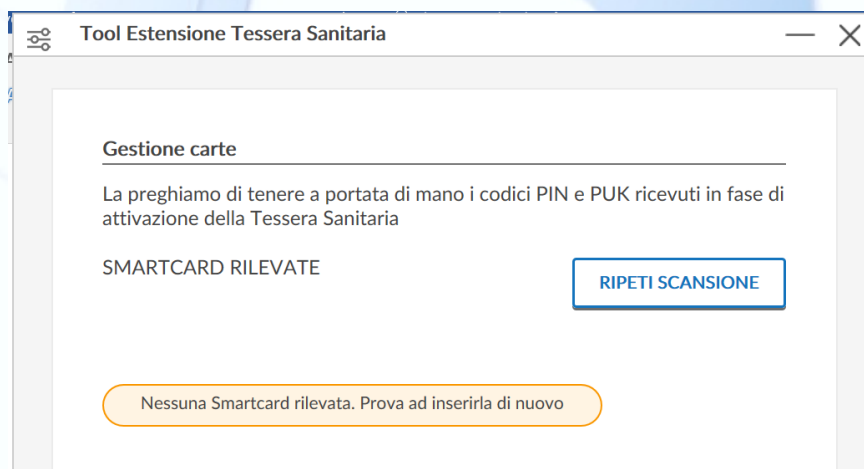 Tool Estensione Tessera Sanitaria
Gestione carte
La preghiamo di tenere a portata di mano i codici PIN e PUK ricevuti in fase di
attivazione della Tessera Sanitaria
SMARTCARD RILEVATE
RIPETI SCANSIONE
Nessuna Smartcard rilevata. Prova ad inserirla di nuovo